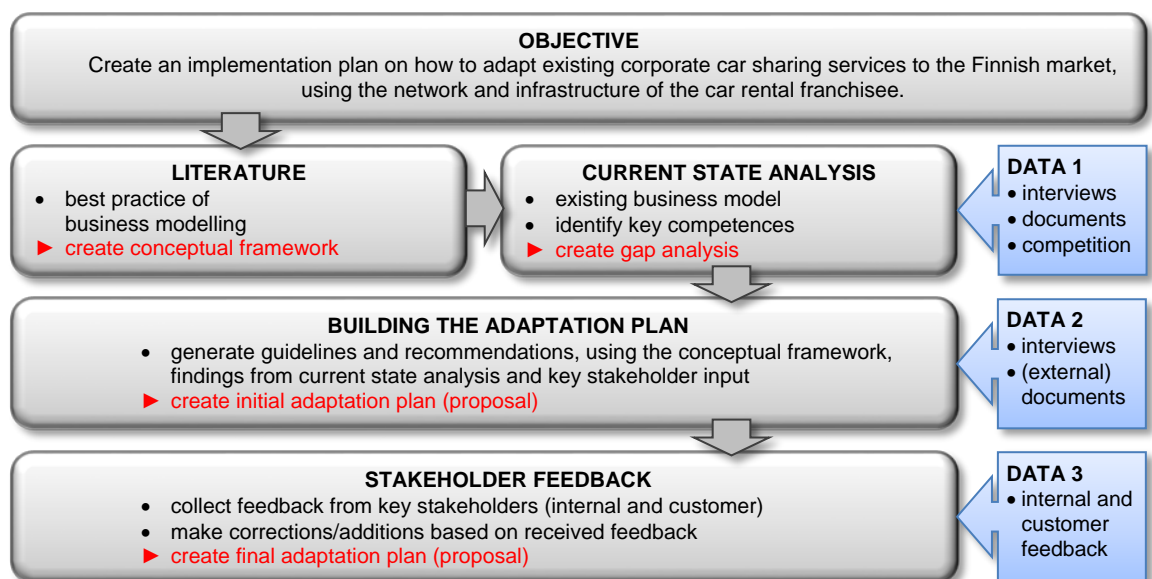 OBJECTIVE
Create an implementation plan on how to adapt existing corporate car sharing services to the Finnish market,
using the network and infrastructure of the car rental franchisee.
LITERATURE
• best practice of
business modelling
► create conceptual framework
CURRENT STATE ANALYSIS
• existing business model
• identify key competences
► create gap analysis
DATA 1
• interviews
• documents
• competition
BUILDING THE ADAPTATION PLAN
• generate guidelines and recommendations, using the conceptual framework,
findings from current state analysis and key stakeholder input
► create initial adaptation plan (proposal)
DATA 2
• interviews
• (external)
documents
STAKEHOLDER FEEDBACK
• collect feedback from key stakeholders (internal and customer)
• make corrections/additions based on received feedback
► create final adaptation plan (proposal)
DATA 3
• internal and
customer
feedback